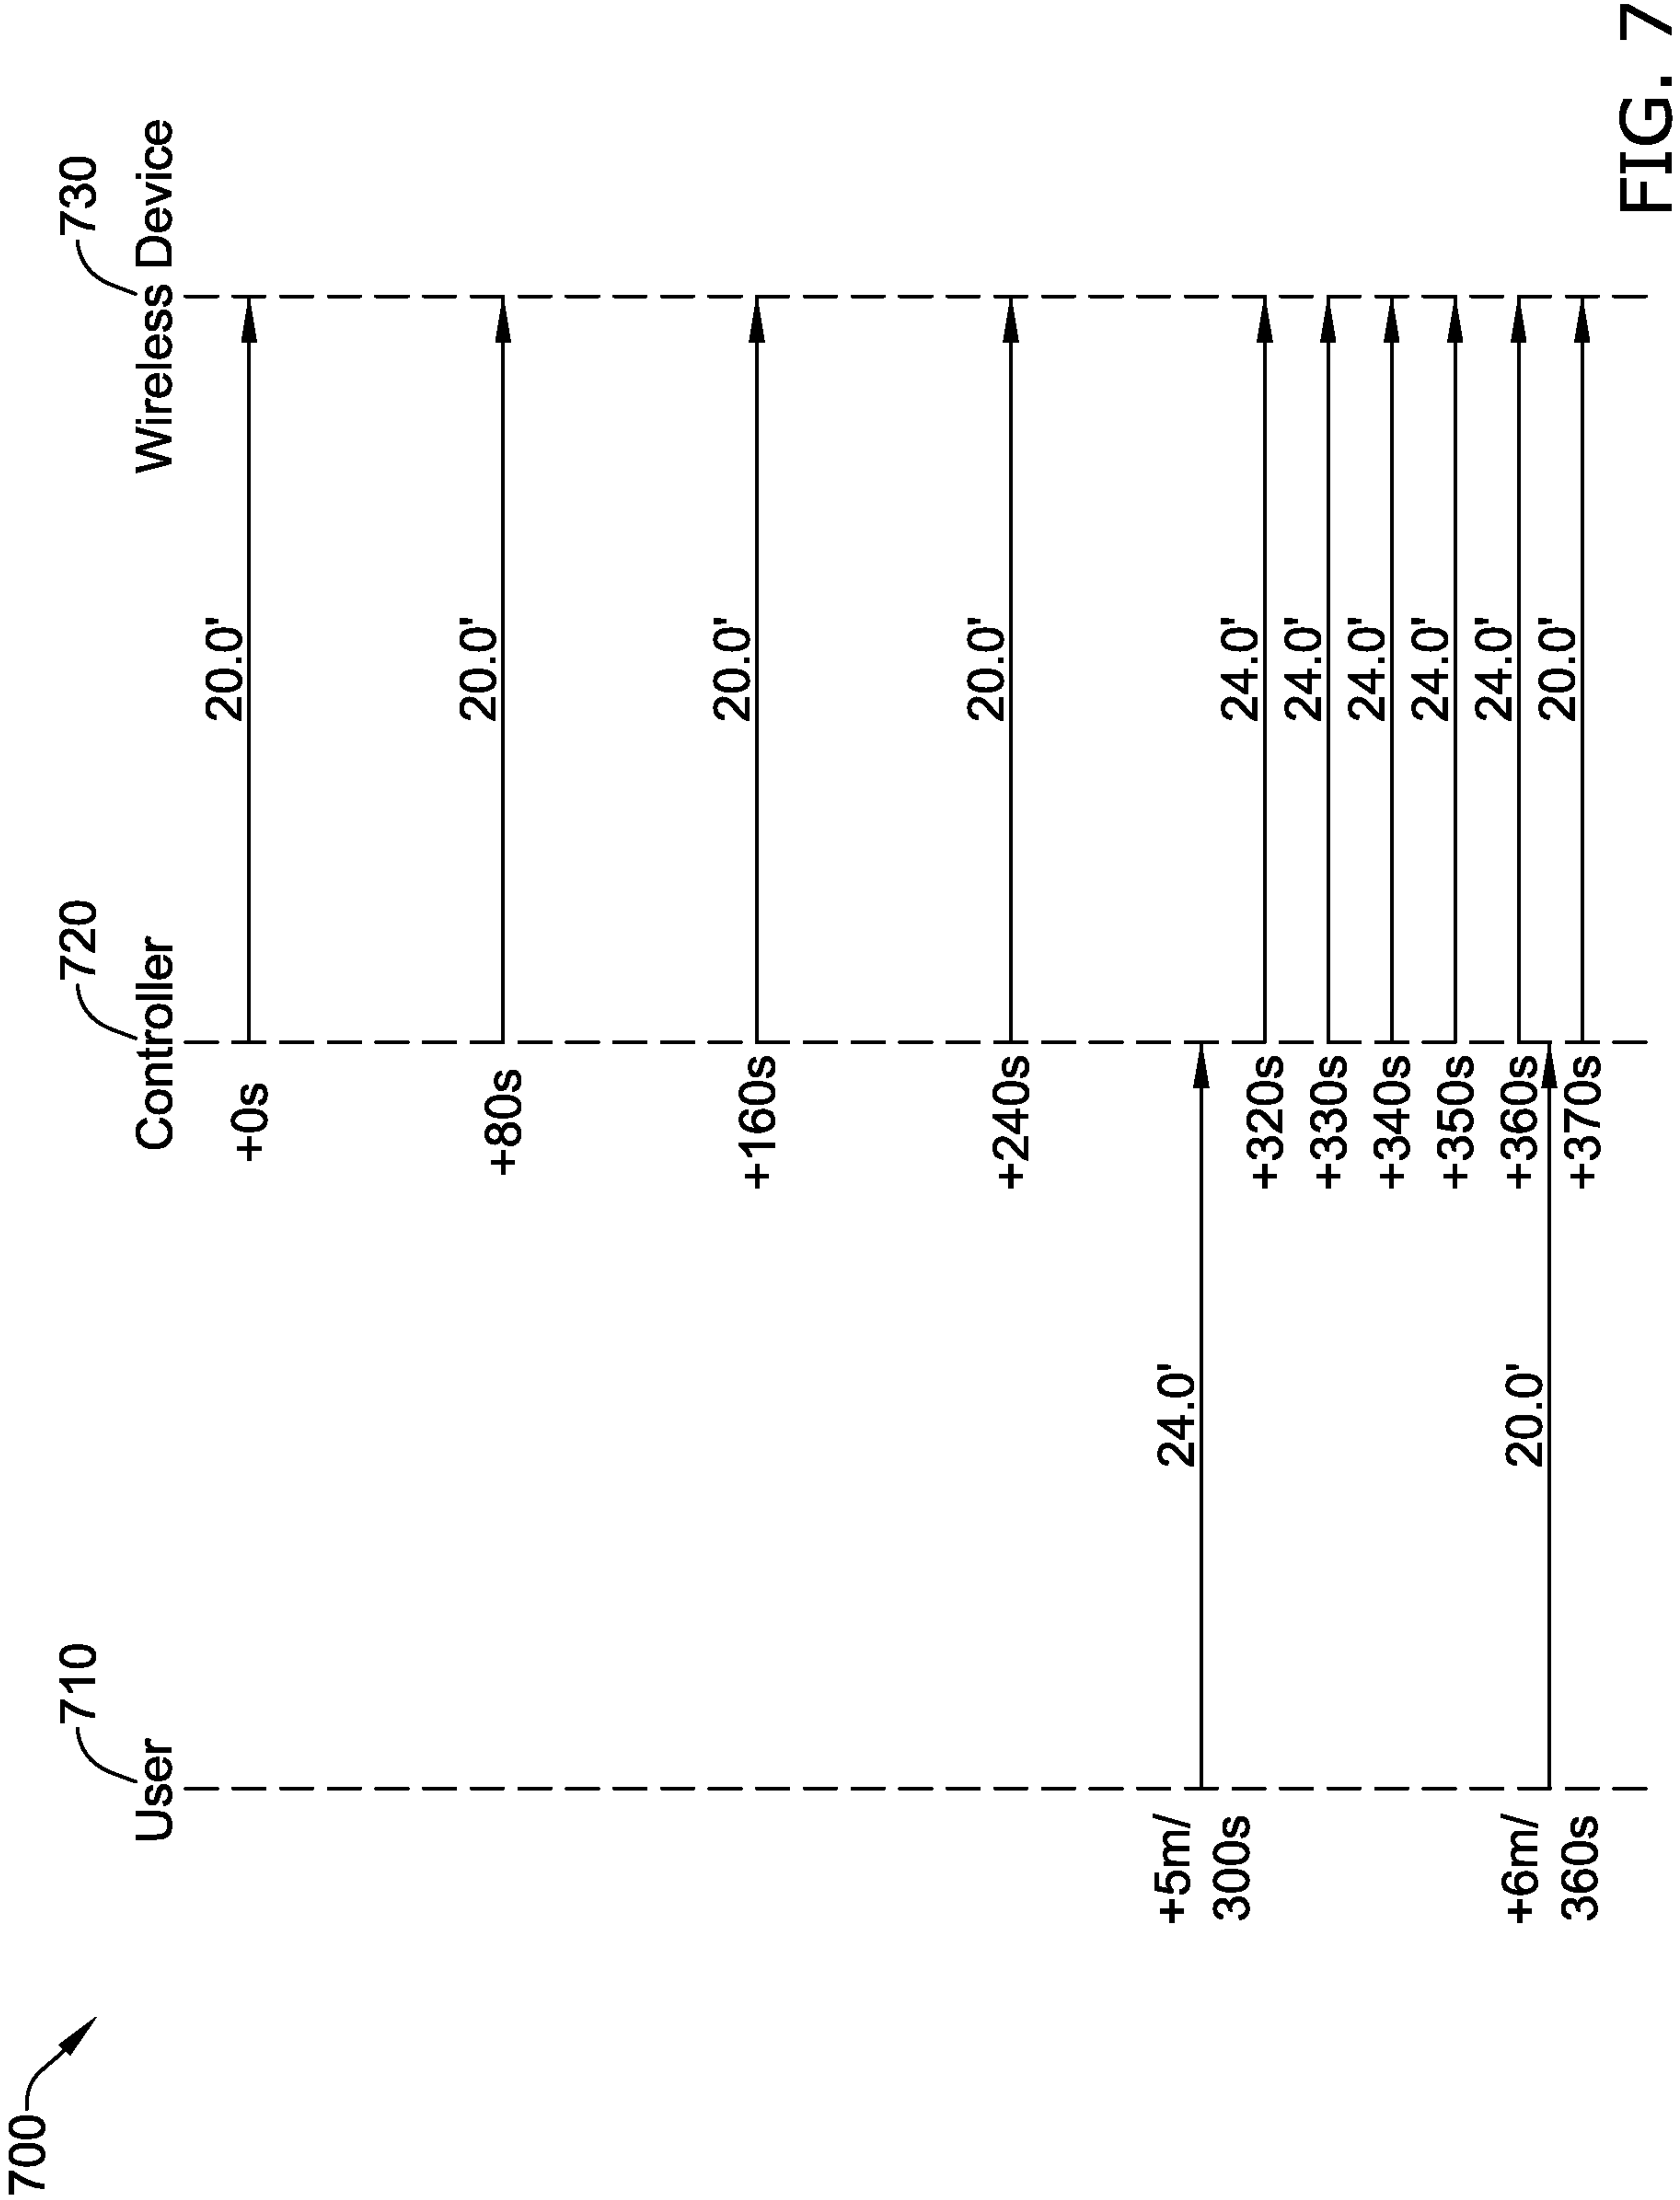 700
User
710
Controller
720
Wireless Device
730
+0s
20.0'
+80s
20.0'
+160s
20.0'
+240s
20.0'
+5m/
300s
24.0'
+320s
24.0'
+330s
24.0'
+340s
24.0'
+350s
24.0'
+360s
24.0'
+6m/
360s
20.0'
+370s
20.0'
FIG. 7